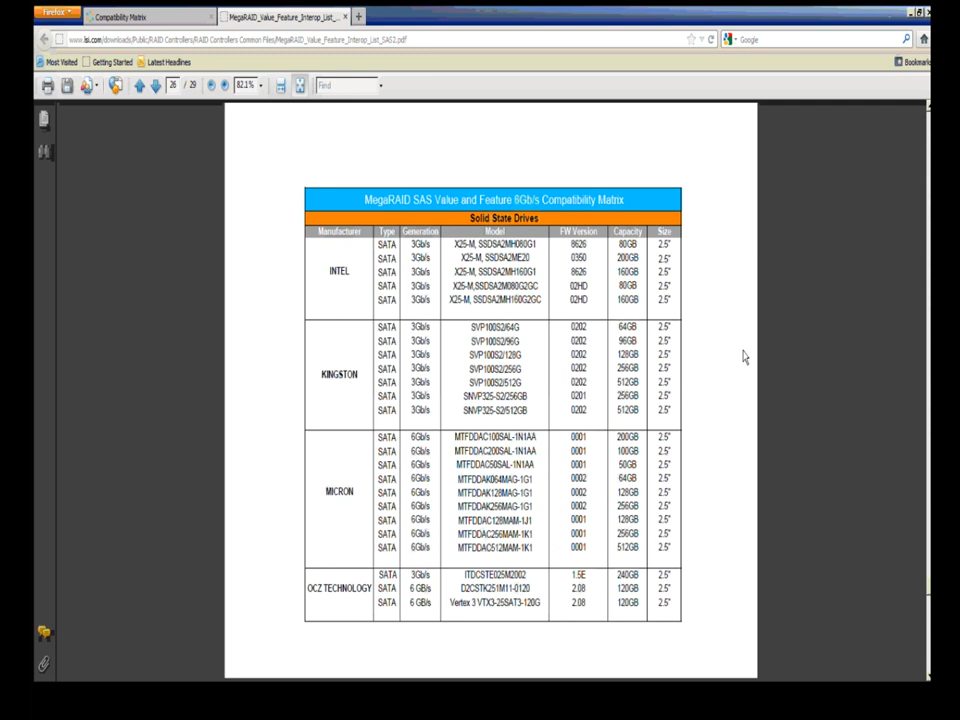 Firefox
Compatibility Matrix
MegaRAID_Value_Feature_Interop_List_...
www.lsi.com/downloads/Public/RAID Controllers/RAID Controllers Common Files/MegaRAID_Value_Feature_Interop_List_SAS2.pdf
Google
Most Visited Getting Started Latest Headlines Bookmarks
26 / 29 82.1% Find
MegaRAID SAS Value and Feature 6Gb/s Compatibility Matrix
Solid State Drives
Manufacturer Type Generation Model FW Version Capacity Size
INTEL
SATA 3Gb/s X25-M, SSDSA2MH080G1 8626 80GB 2.5"
SATA 3Gb/s X25-M, SSDSA2ME20 0350 200GB 2.5"
SATA 3Gb/s X25-M, SSDSA2MH160G1 8626 160GB 2.5"
SATA 3Gb/s X25-M,SSDSA2M080G2GC 02HD 80GB 2.5"
SATA 3Gb/s X25-M, SSDSA2MH160G2GC 02HD 160GB 2.5"
KINGSTON
SATA 3Gb/s SVP100S2/64G 0202 64GB 2.5"
SATA 3Gb/s SVP100S2/96G 0202 96GB 2.5"
SATA 3Gb/s SVP100S2/128G 0202 128GB 2.5"
SATA 3Gb/s SVP100S2/256G 0202 256GB 2.5"
SATA 3Gb/s SVP100S2/512G 0202 512GB 2.5"
SATA 3Gb/s SNVP325-S2/256GB 0201 256GB 2.5"
SATA 3Gb/s SNVP325-S2/512GB 0202 512GB 2.5"
MICRON
SATA 6Gb/s MTFDDAC100SAL-1N1AA 0001 200GB 2.5"
SATA 6Gb/s MTFDDAC200SAL-1N1AA 0001 100GB 2.5"
SATA 6Gb/s MTFDDAC50SAL-1N1AA 0001 50GB 2.5"
SATA 6Gb/s MTFDDAK064MAG-1G1 0002 64GB 2.5"
SATA 6Gb/s MTFDDAK128MAG-1G1 0002 128GB 2.5"
SATA 6Gb/s MTFDDAK256MAG-1G1 0002 256GB 2.5"
SATA 6Gb/s MTFDDAC128MAM-1J1 0001 128GB 2.5"
SATA 6Gb/s MTFDDAC256MAM-1K1 0001 256GB 2.5"
SATA 6Gb/s MTFDDAC512MAM-1K1 0001 512GB 2.5"
OCZ TECHNOLOGY
SATA 3Gb/s ITDCSTE025M2002 1.5E 240GB 2.5"
SATA 6 GB/s D2CSTK251M11-0120 2.08 120GB 2.5"
SATA 6 GB/s Vertex 3 VTX3-25SAT3-120G 2.08 120GB 2.5"